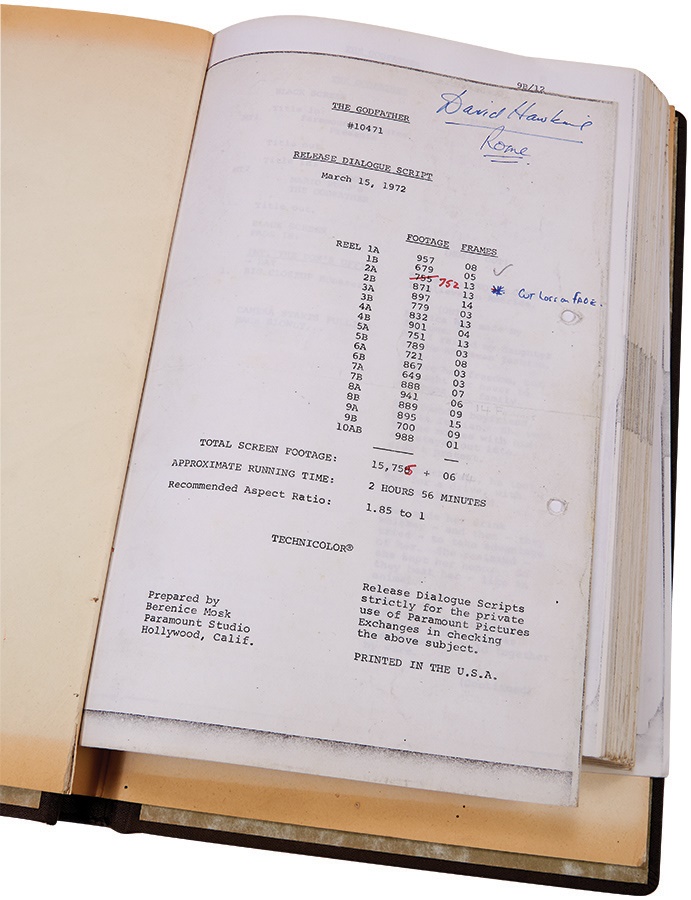 9B/12
David Hawkins
Rome
THE GODFATHER
#10471
RELEASE DIALOGUE SCRIPT
March 15, 1972
FOOTAGE FRAMES
REEL 1A 957 08
1B 679 05
2A 755 752 13 Cut Loss on FADE.
2B 871 13
3A 897 14
3B 779 03
4A 832 13
4B 901 04
5A 751 13
5B 789 03
6A 721 08
6B 867 03
7A 649 03
7B 888 07
8A 941 06
8B 889 09
9A 895 15
9B 700 09
10AB 988 01
TOTAL SCREEN FOOTAGE: 15,755 + 06
APPROXIMATE RUNNING TIME: 2 HOURS 56 MINUTES
Recommended Aspect Ratio: 1.85 to 1
TECHNICOLOR®
Prepared by
Berenice Mosk
Paramount Studio
Hollywood, Calif.
Release Dialogue Scripts
strictly for the private
use of Paramount Pictures
Exchanges in checking
the above subject.
PRINTED IN THE U.S.A.